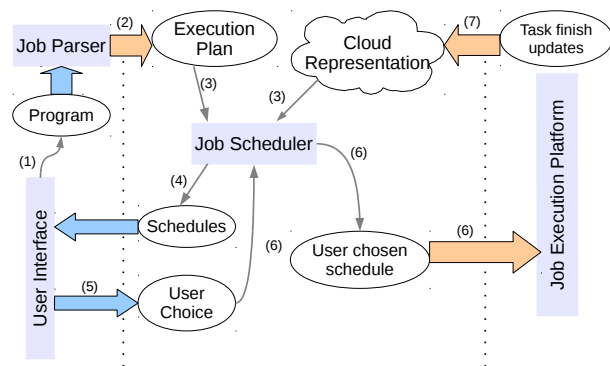 Job Parser
(2)
Execution
Plan
Cloud
Representation
(7)
Task finish
updates
Program
(3)
(3)
(1)
Job Scheduler
(6)
(4)
Schedules
(6)
User chosen
schedule
(6)
(5)
User
Choice
User Interface
Job Execution Platform